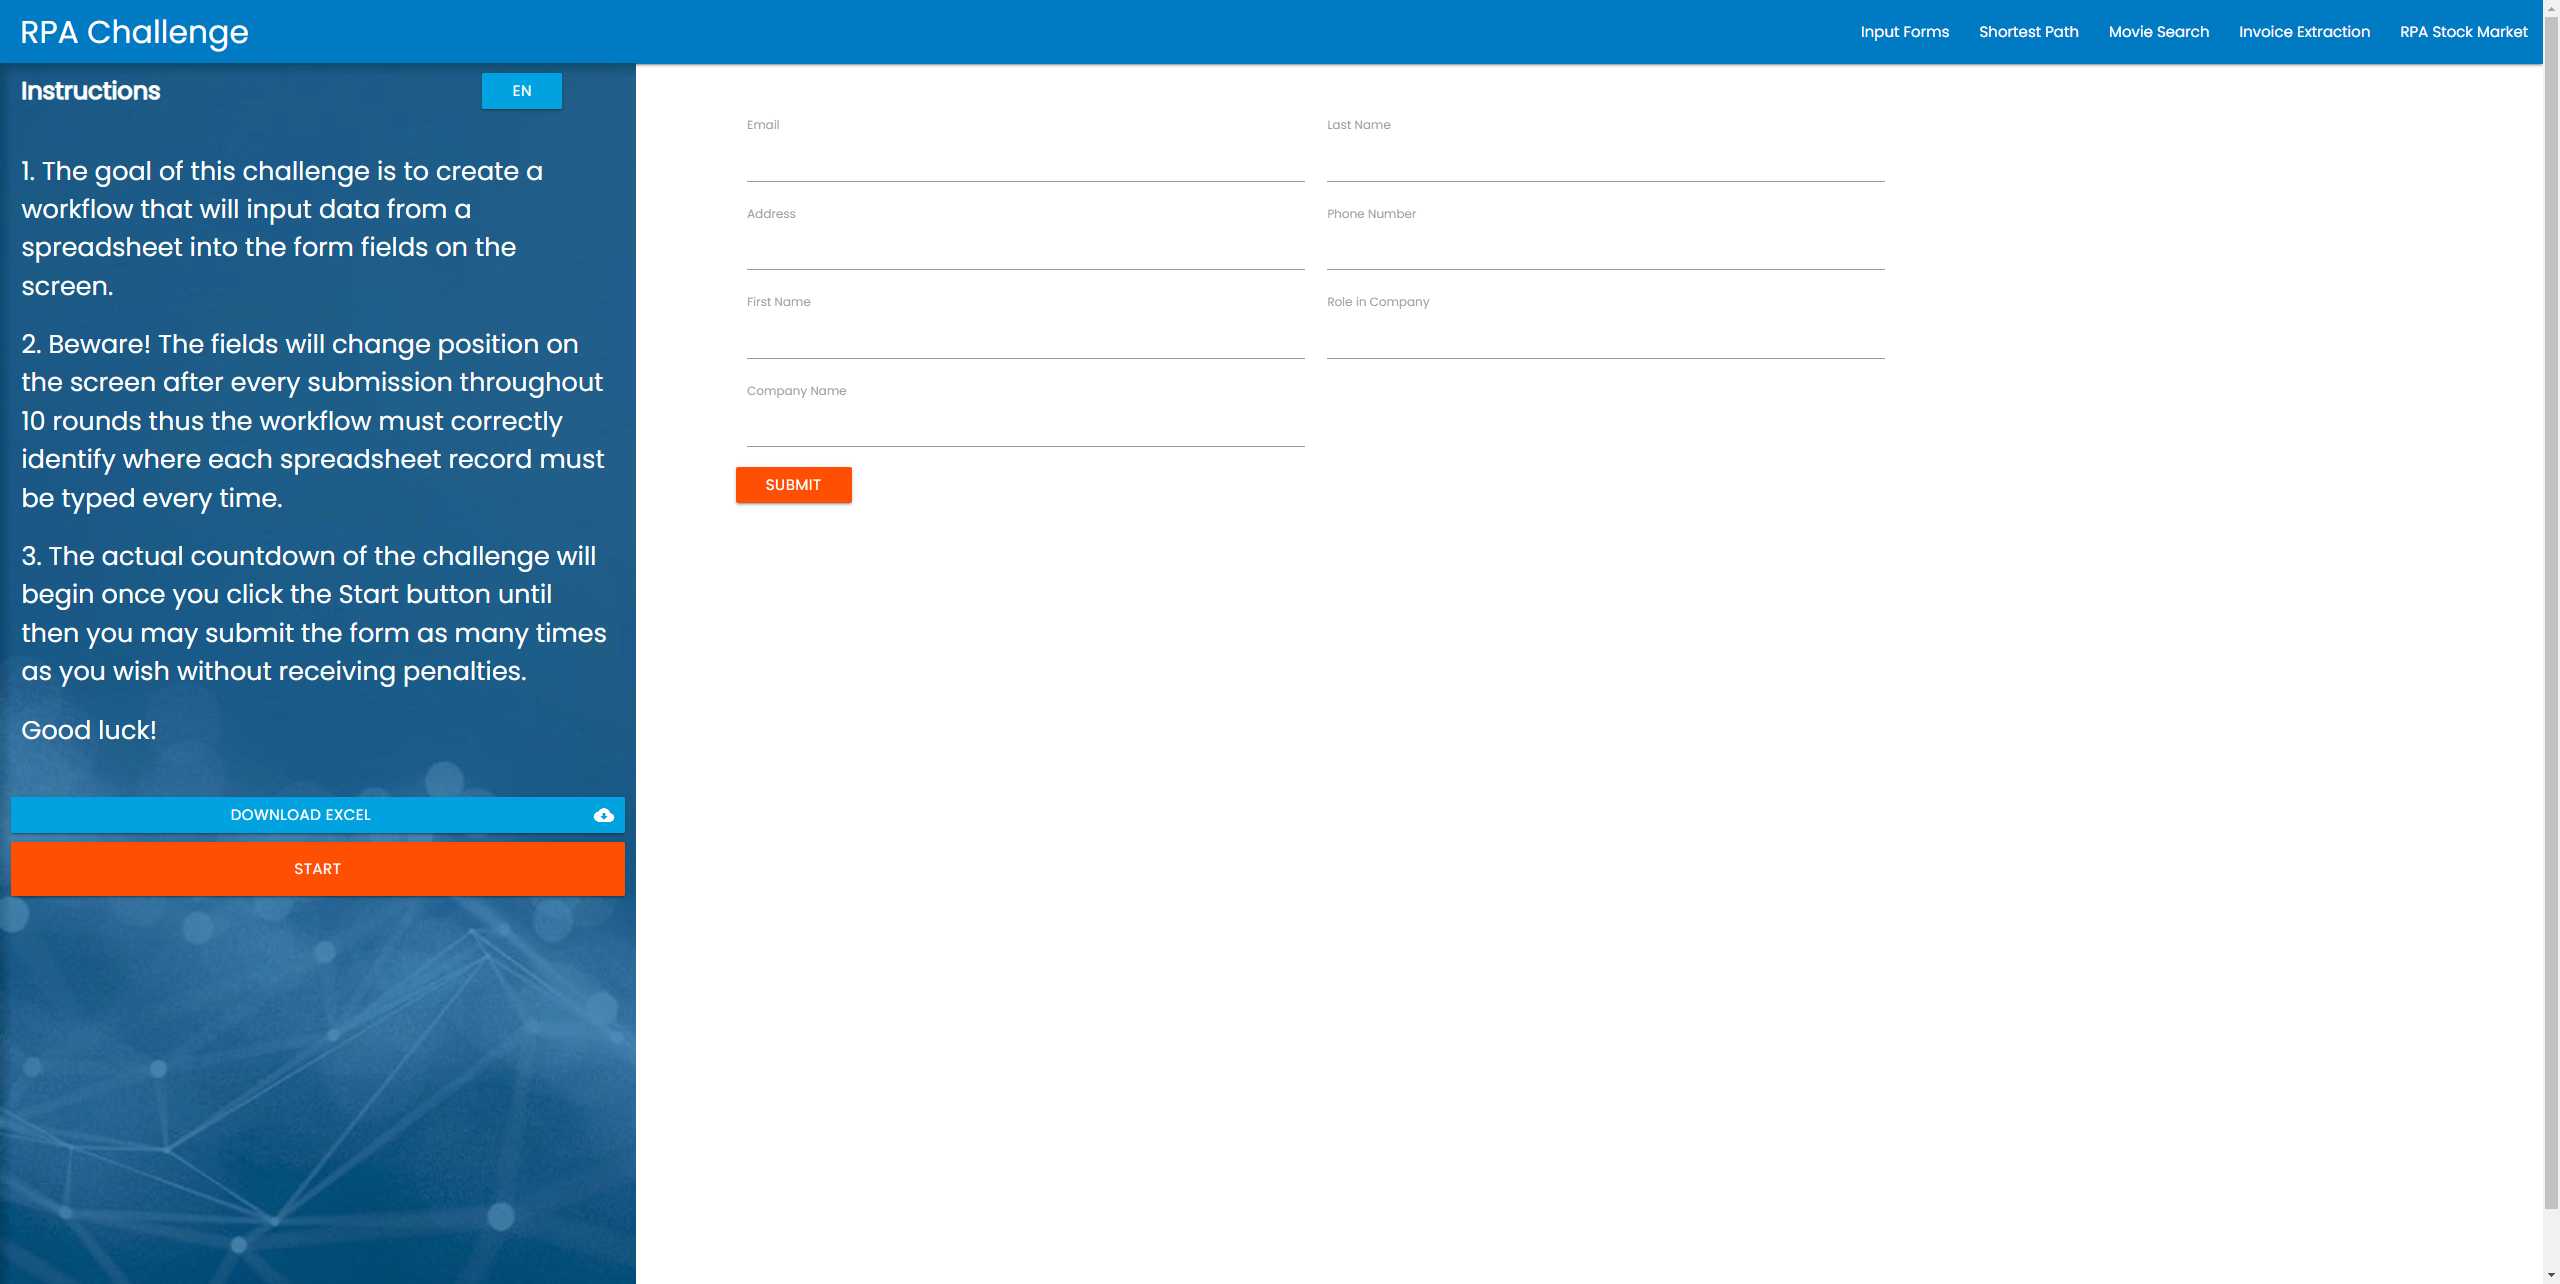 RPA Challenge
Input Forms
Shortest Path
Movie Search
Invoice Extraction
RPA Stock Market
Instructions
EN
1. The goal of this challenge is to create a
workflow that will input data from a
spreadsheet into the form fields on the
screen.
2. Beware! The fields will change position on
the screen after every submission throughout
10 rounds thus the workflow must correctly
identify where each spreadsheet record must
be typed every time.
3. The actual countdown of the challenge will
begin once you click the Start button until
then you may submit the form as many times
as you wish without receiving penalties.
Good luck!
DOWNLOAD EXCEL
START
Email
Last Name
Address
Phone Number
First Name
Role in Company
Company Name
SUBMIT